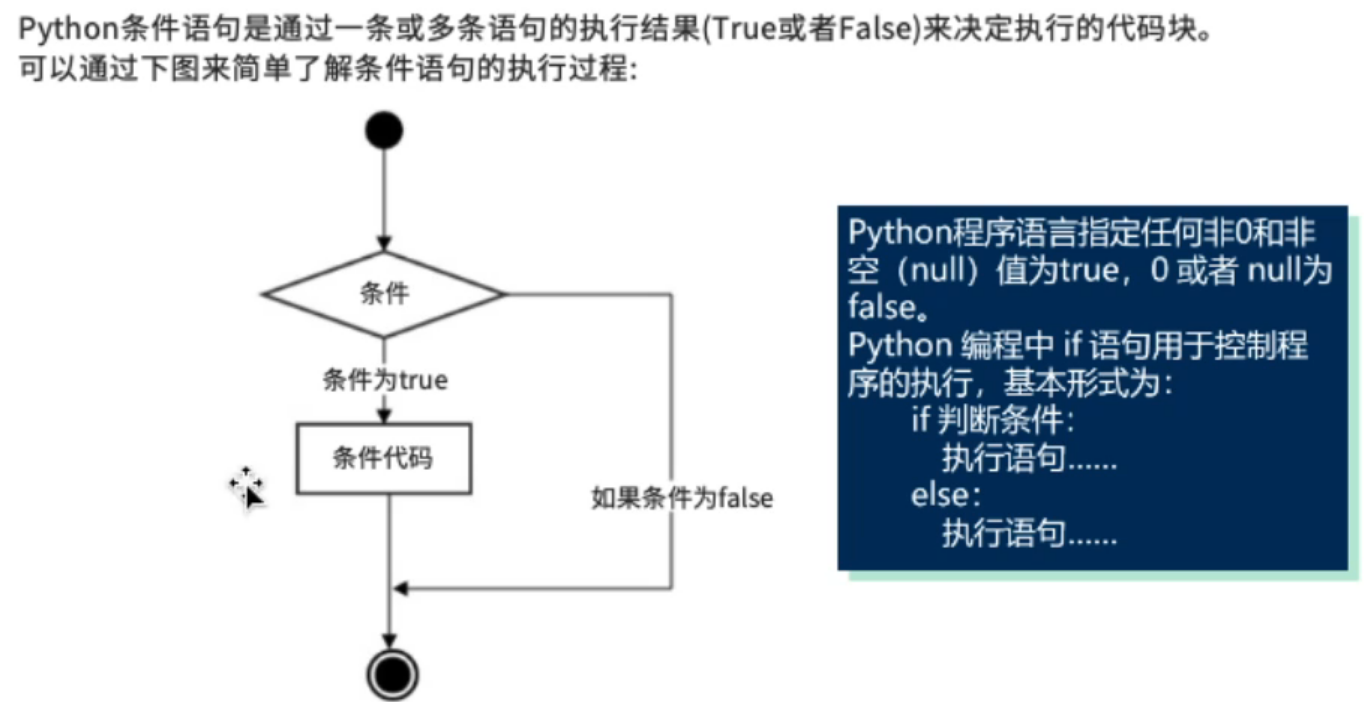 Python条件语句是通过一条或多条语句的执行结果(True或者False)来决定执行的代码块。
可以通过下图来简单了解条件语句的执行过程:
条件
条件为true
条件代码
如果条件为false
Python程序语言指定任何非0和非
空（null）值为true，0 或者 null为
false。
Python 编程中 if 语句用于控制程
序的执行，基本形式为：
if 判断条件：
执行语句……
else：
执行语句……